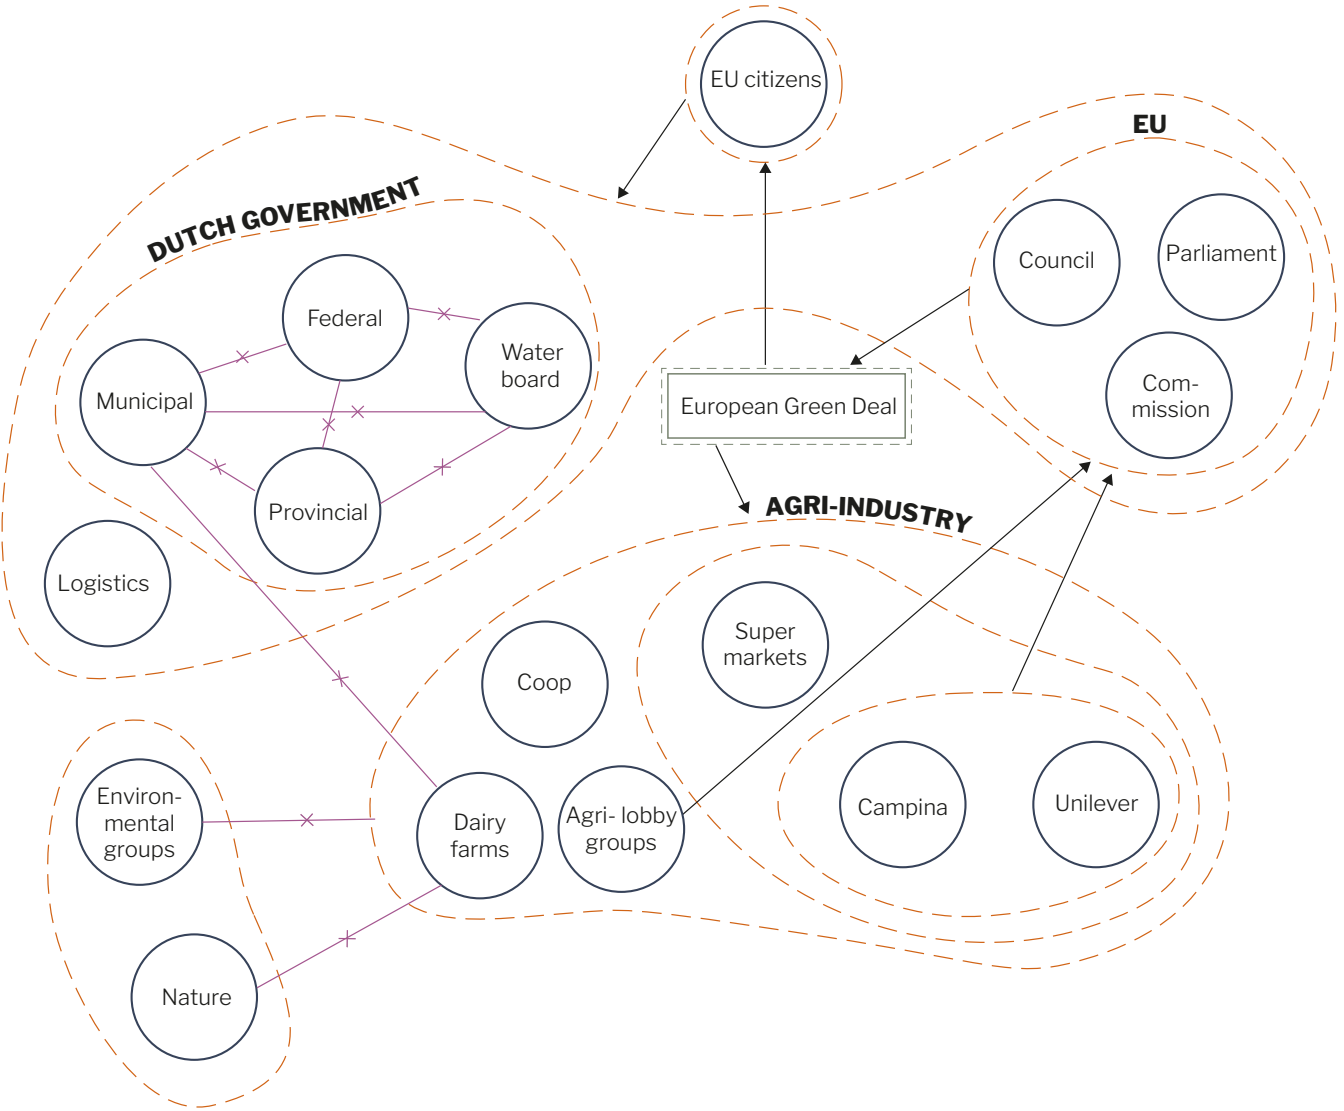 EU citizens
EU
DUTCH GOVERNMENT
Council
Parliament
Federal
Water
board
Municipal
Com-
mission
European Green Deal
Provincial
AGRI-INDUSTRY
Logistics
Super
markets
Coop
Environ-
mental
groups
Dairy
farms
Agri- lobby
groups
Campina
Unilever
Nature